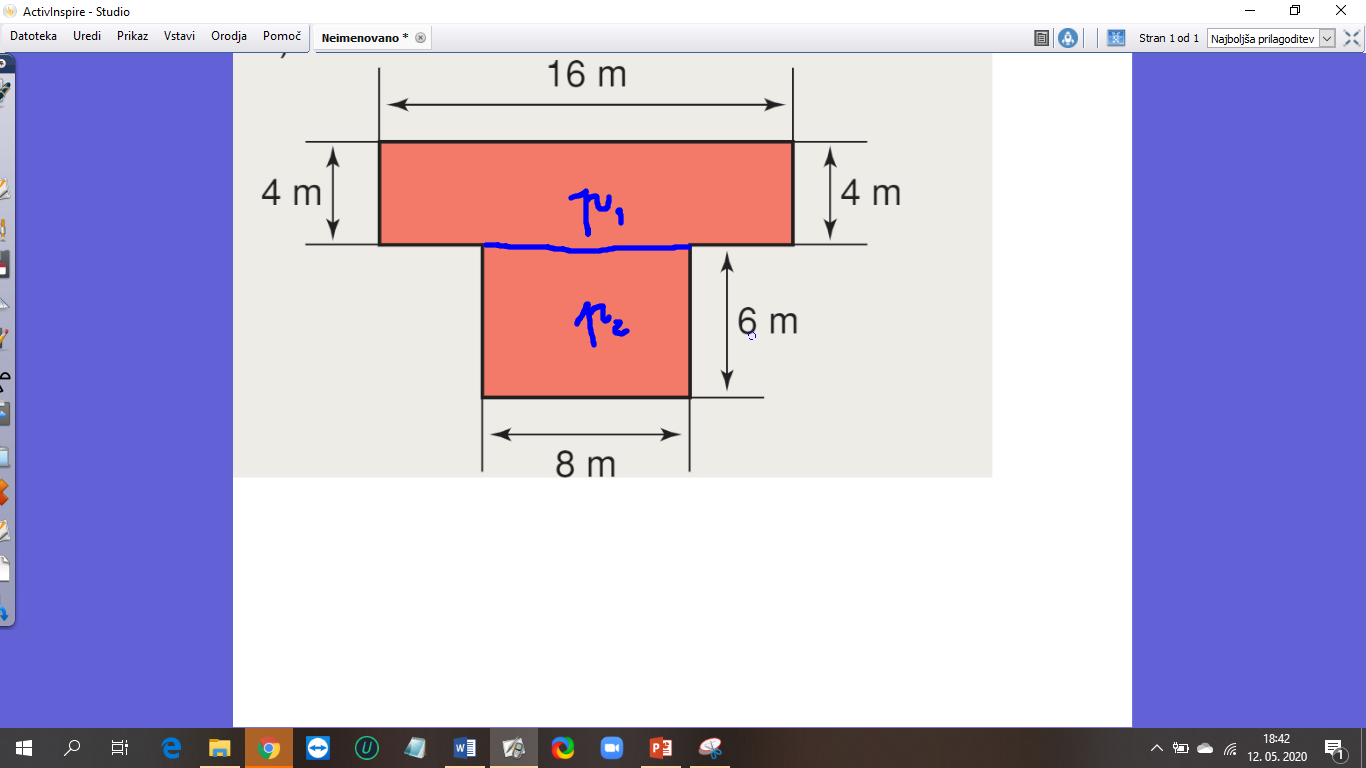 ActivInspire - Studio
Datoteka Uredi Prikaz Vstavi Orodja Pomoč Neimenovano * Stran 1 od 1 Najboljša prilagoditev
16 m
4 m
4 m
p₁
p₂
6 m
8 m
18:42
12. 05. 2020
1